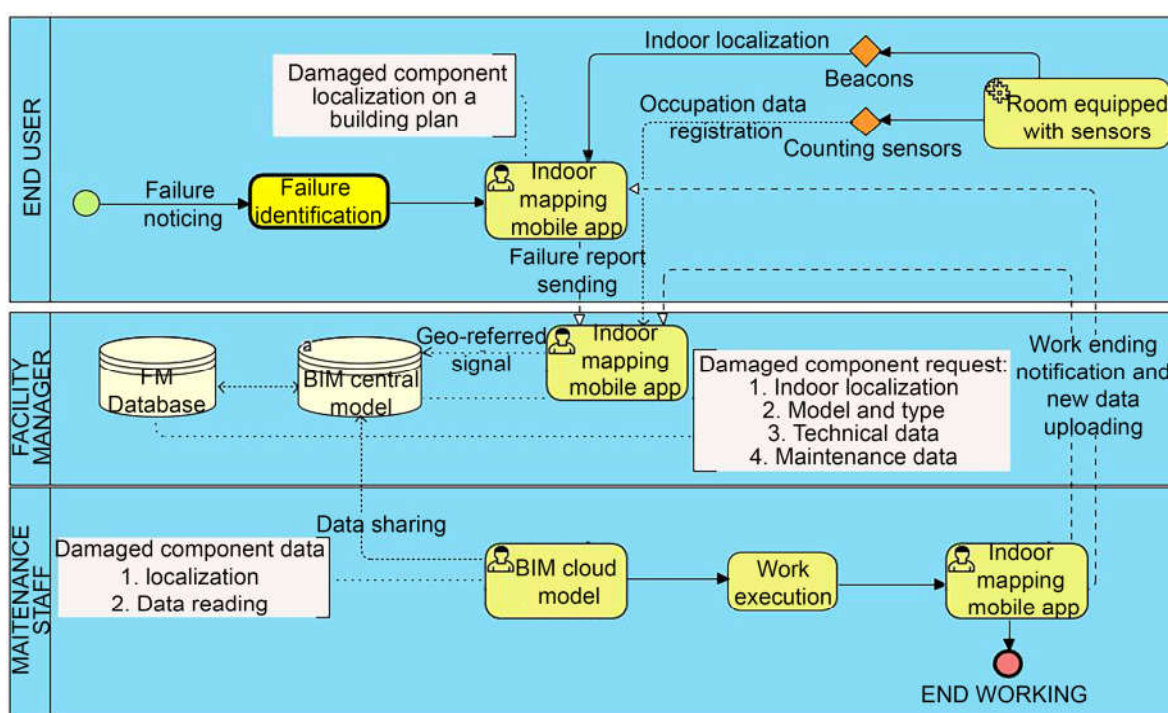 END USER
Damaged component
localization on a
building plan
Indoor localization
Beacons
Occupation data
registration
Counting sensors
Room equipped
with sensors
Failure
noticing
Failure
identification
Indoor
mapping
mobile app
Failure report
sending
FACILITY
MANAGER
FM
Database
a
BIM central
model
Geo-referred
signal
Indoor
mapping
mobile app
Damaged component request:
1. Indoor localization
2. Model and type
3. Technical data
4. Maintenance data
Work ending
notification and
new data
uploading
MAITENANCE
STAFF
Damaged component data
1. localization
2. Data reading
Data sharing
BIM cloud
model
Work
execution
Indoor
mapping
mobile app
END WORKING